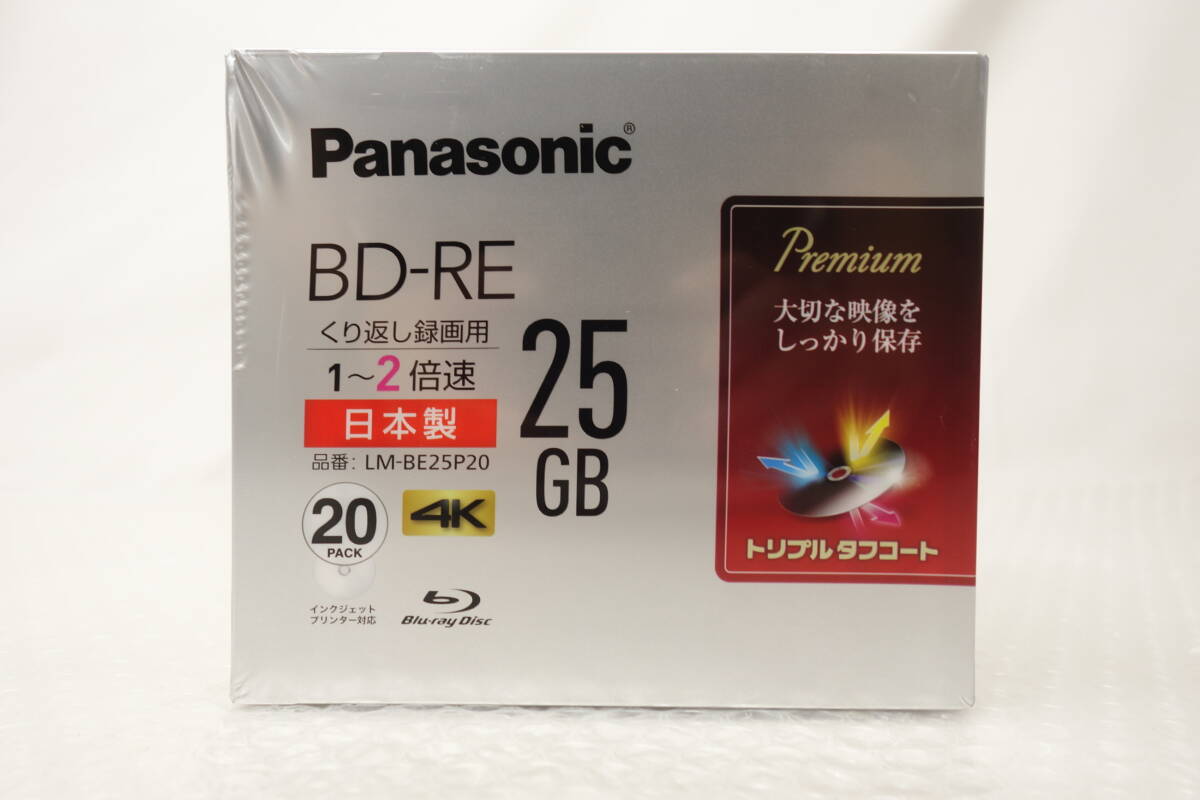 Panasonic®
BD-RE
くり返し録画用
1～2倍速
日本製
品番: LM-BE25P20
25
GB
20
PACK
4K
インクジェット
プリンター対応
Blu-ray Disc
Premium
大切な映像を
しっかり保存
トリプルタフコート